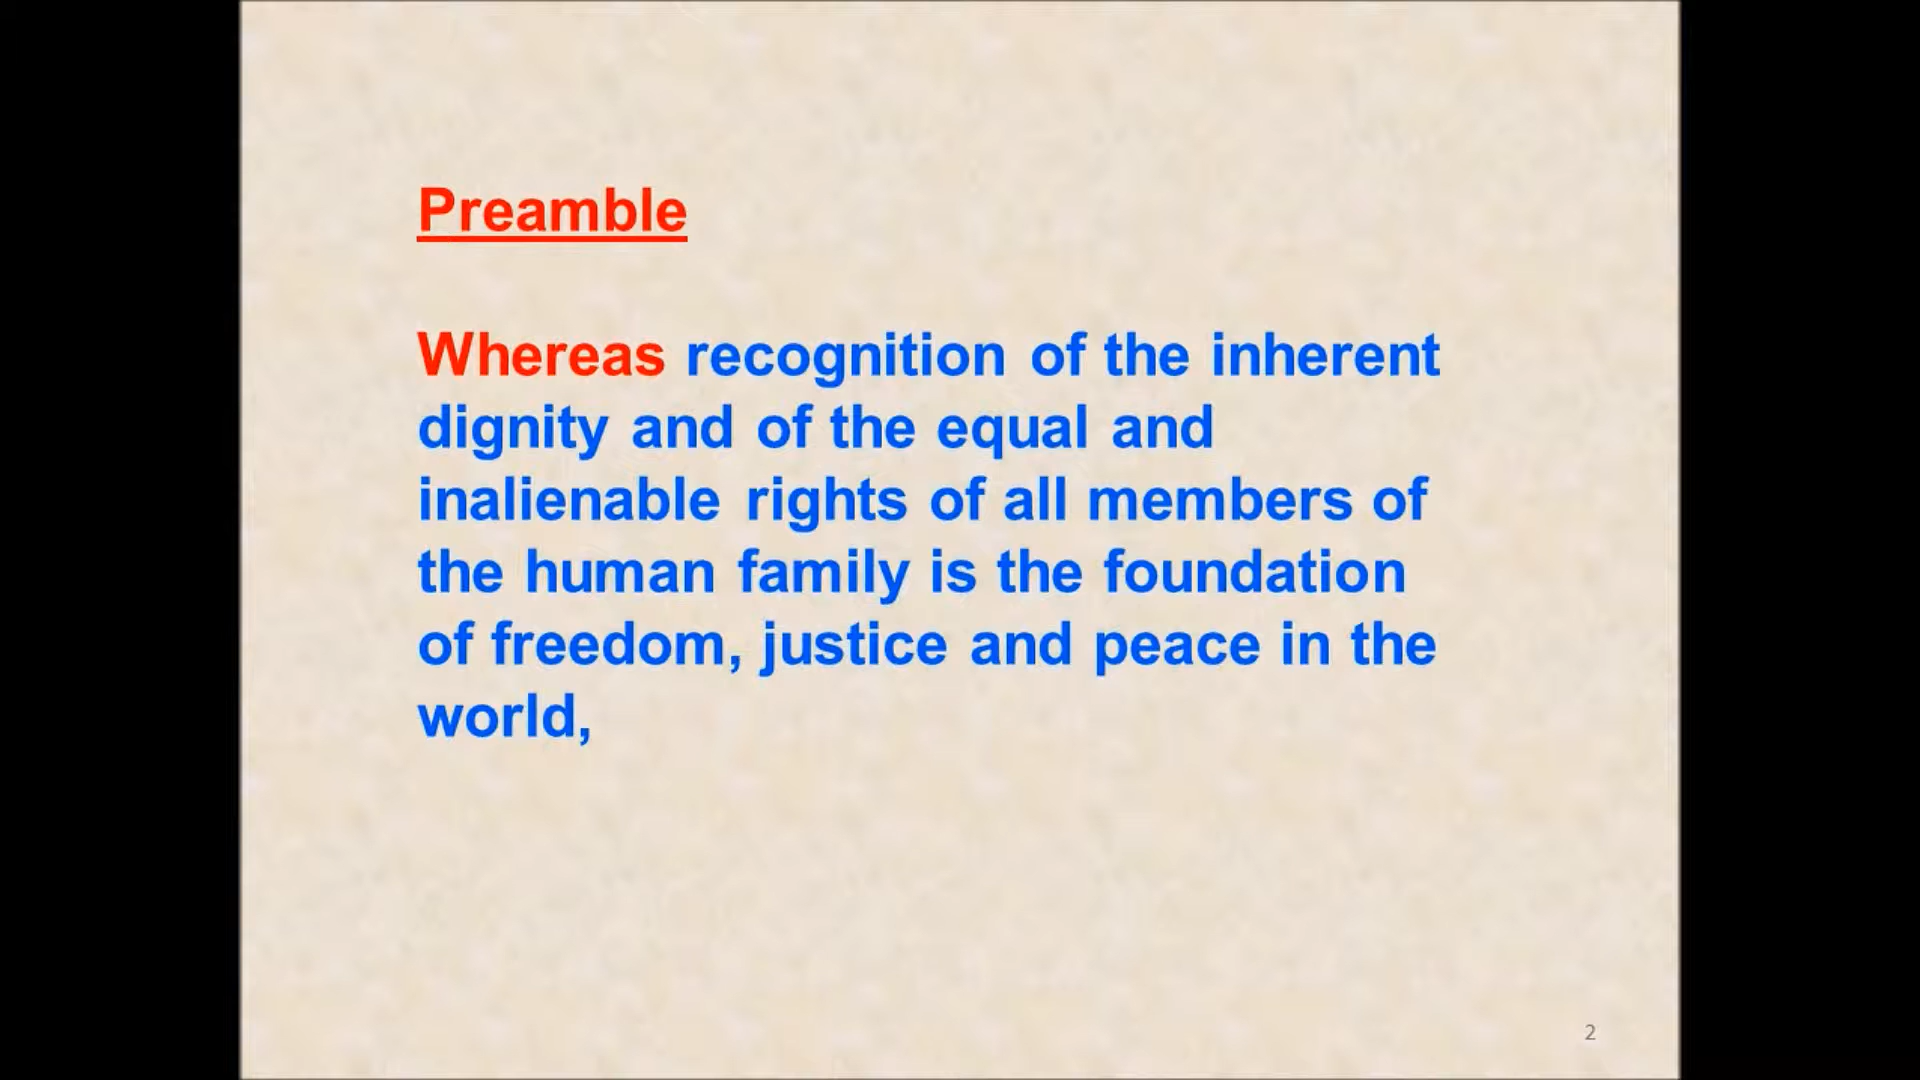 Preamble
Whereas recognition of the inherent
dignity and of the equal and
inalienable rights of all members of
the human family is the foundation
of freedom, justice and peace in the
world,
2